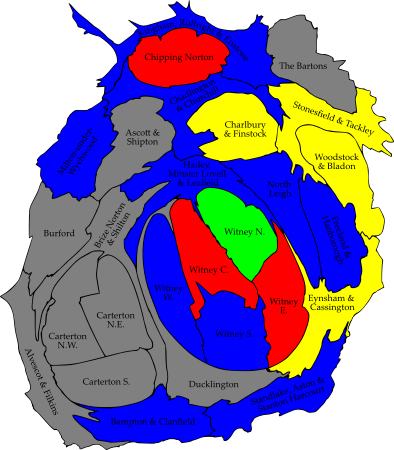 Kingham, Rollright & Enstone
Chipping Norton
The Bartons
Chadlington
& Churchill
Stonesfield & Tackley
Charlbury
& Finstock
Ascott &
Shipton
Milton-under-
Wychwood
Woodstock
& Bladon
Hailey,
Minster Lovell
& Leafield
North
Leigh
Freeland &
Hanborough
Burford
Brize Norton
& Shilton
Witney N.
Witney C.
Witney W.
Witney E.
Witney S.
Eynsham &
Cassington
Carterton
N.E.
Carterton
N.W.
Carterton S.
Ducklington
Alvescot & Filkins
Bampton & Clanfield
Standlake, Aston &
Stanton Harcourt